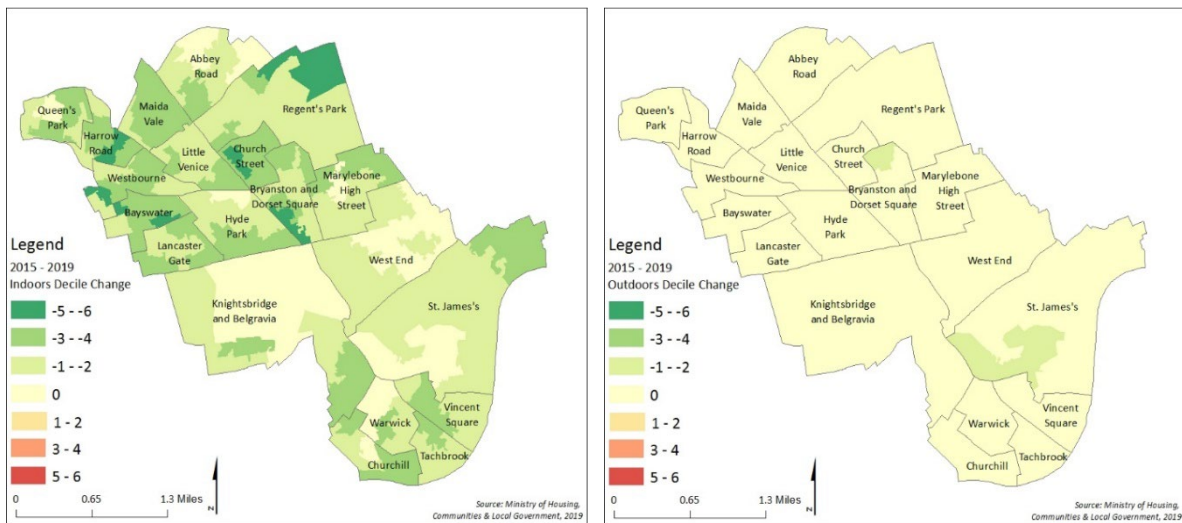 Abbey
Road
Queen's
Park
Maida
Vale
Regent's Park
Harrow
Road
Little
Venice
Church
Street
Westbourne
Marylebone
High
Street
Bryanston and
Dorset Square
Bayswater
Hyde
Park
Lancaster
Gate
West End
Knightsbridge
and Belgravia
St. James's
Vincent
Square
Warwick
Tachbrook
Churchill
Legend
2015 - 2019
Indoors Decile Change
-5 - -6
-3 - -4
-1 - -2
0
1 - 2
3 - 4
5 - 6
0 0.65 1.3 Miles
N
Source: Ministry of Housing,
Communities & Local Government, 2019
Abbey
Road
Queen's
Park
Maida
Vale
Regent's Park
Harrow
Road
Little
Venice
Church
Street
Westbourne
Marylebone
High
Street
Bryanston and
Dorset Square
Bayswater
Hyde
Park
Lancaster
Gate
West End
Knightsbridge
and Belgravia
St. James's
Vincent
Square
Warwick
Tachbrook
Churchill
Legend
2015 - 2019
Outdoors Decile Change
-5 - -6
-3 - -4
-1 - -2
0
1 - 2
3 - 4
5 - 6
0 0.65 1.3 Miles
N
Source: Ministry of Housing,
Communities & Local Government, 2019